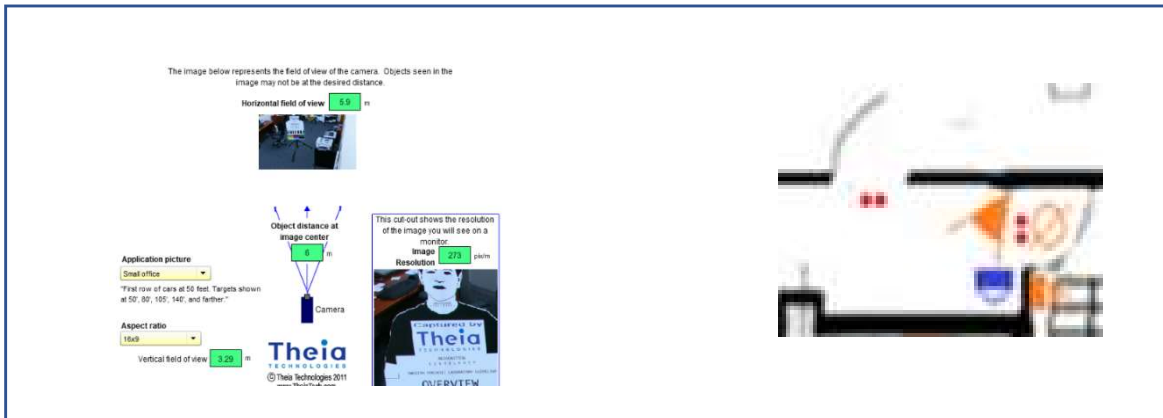 The image below represents the field of view of the camera. Objects seen in the
image may not be at the desired distance.
Horizontal field of view 5.9 m
Object distance at
image center
6 m
Camera
Application picture
Small office
"First row of cars at 50 feet. Targets shown
at 50', 80', 105', 140', and farther."
Aspect ratio
16x9
Vertical field of view 3.29 m
Theia
TECHNOLOGIES
© Theia Technologies 2011
www.TheiaTech.com
This cut-out shows the resolution
of the image you will see on a
monitor.
Image
Resolution 273 pix/m
Captured by
Theia
TECHNOLOGIES
OVERVIEW